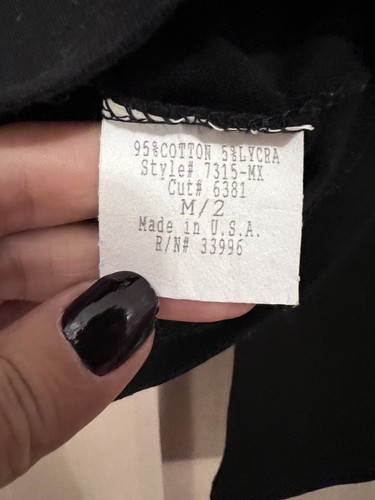 95%COTTON 5%LYCRA
Style# 7315-MX
Cut# 6381
M/2
Made in U.S.A.
R/N# 33996